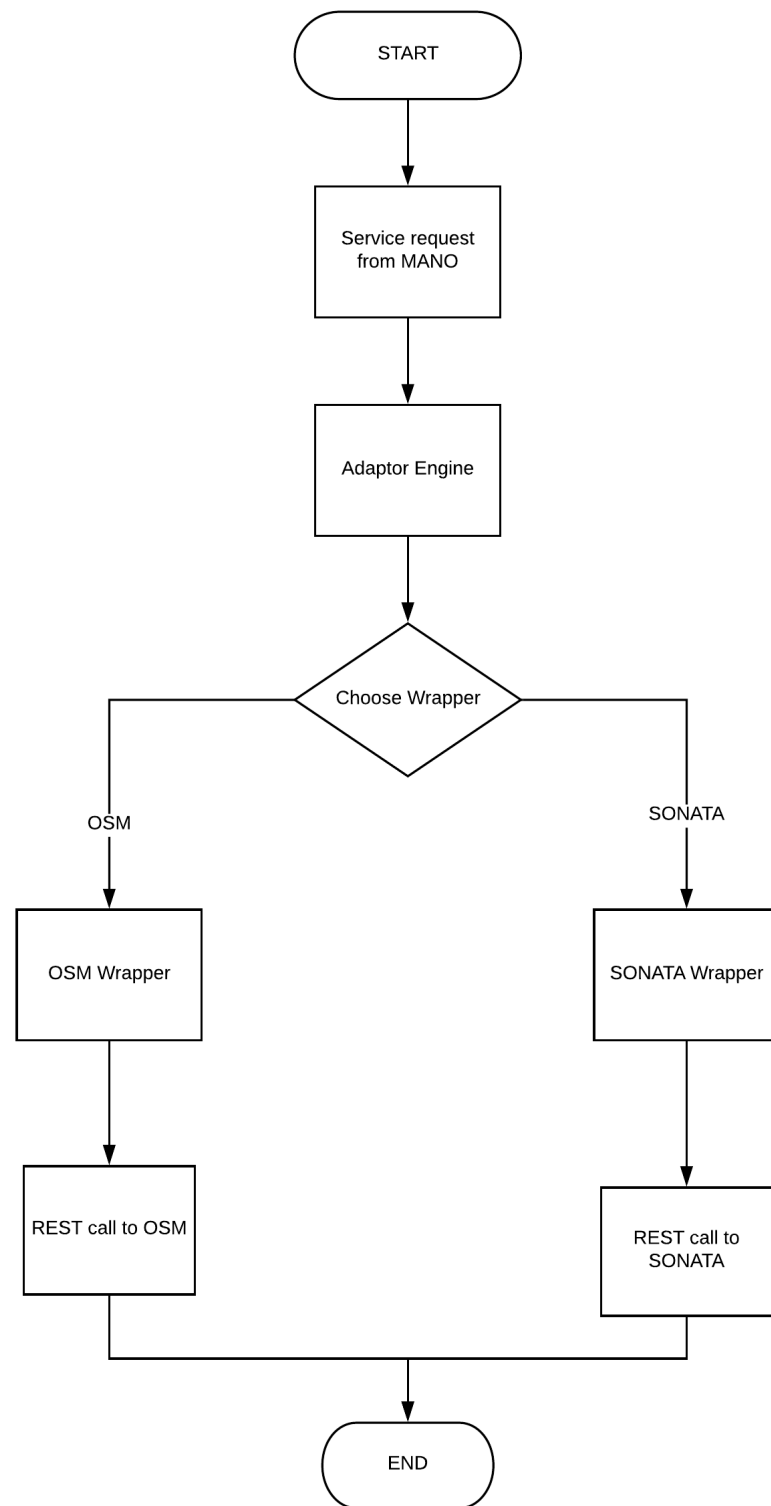 START
Service request
from MANO
Adaptor Engine
Choose Wrapper
OSM
SONATA
OSM Wrapper
SONATA Wrapper
REST call to OSM
REST call to
SONATA
END